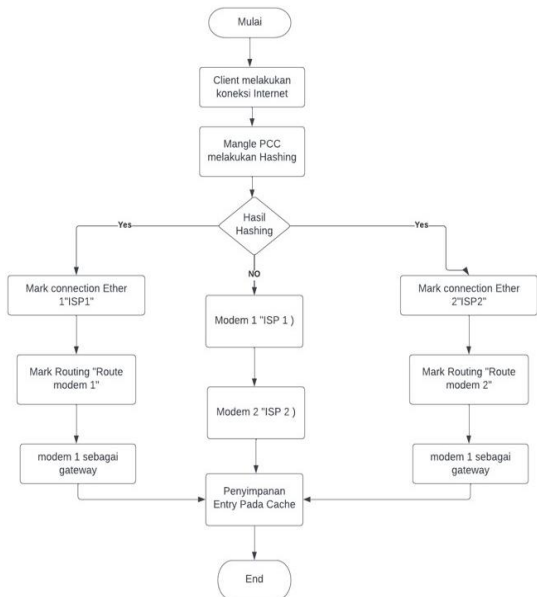 Mulai
Client melakukan
koneksi Internet
Mangle PCC
melakukan Hashing
Hasil
Hashing
Yes
Yes
NO
Mark connection Ether
1"ISP1"
Modem 1 "ISP 1 )
Mark connection Ether
2"ISP2"
Mark Routing "Route
modem 1"
Modem 2 "ISP 2 )
Mark Routing "Route
modem 2"
modem 1 sebagai
gateway
Penyimpanan
Entry Pada Cache
modem 1 sebagai
gateway
End